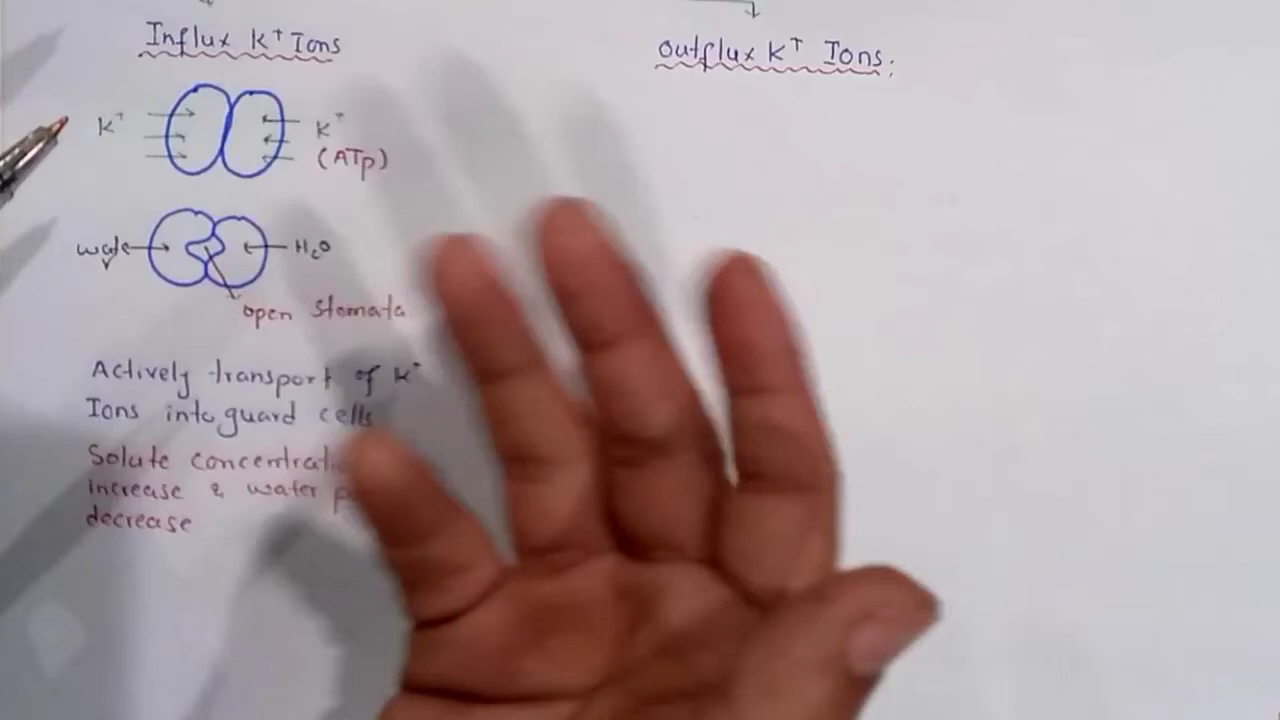 Influx K+ Ions
K+
K+
(ATP)
wate
H2O
open stomata
Actively transport of K+
Ions into guard cells
Solute
increase & water
decrease
outflux K+ Ions: